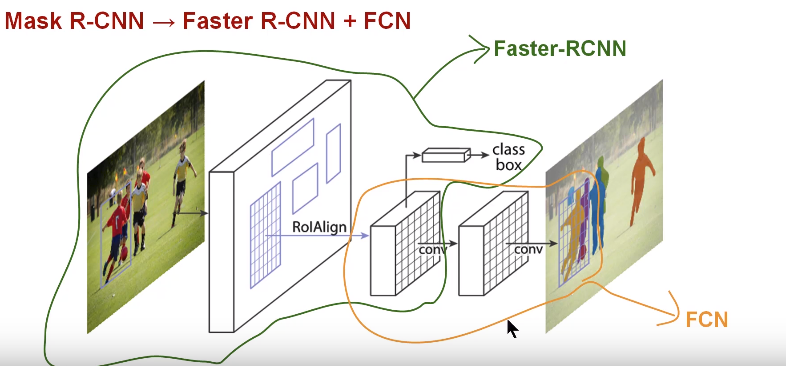 Mask R-CNN → Faster R-CNN + FCN
Faster-RCNN
class
box
RoIAlign
conv
conv
FCN